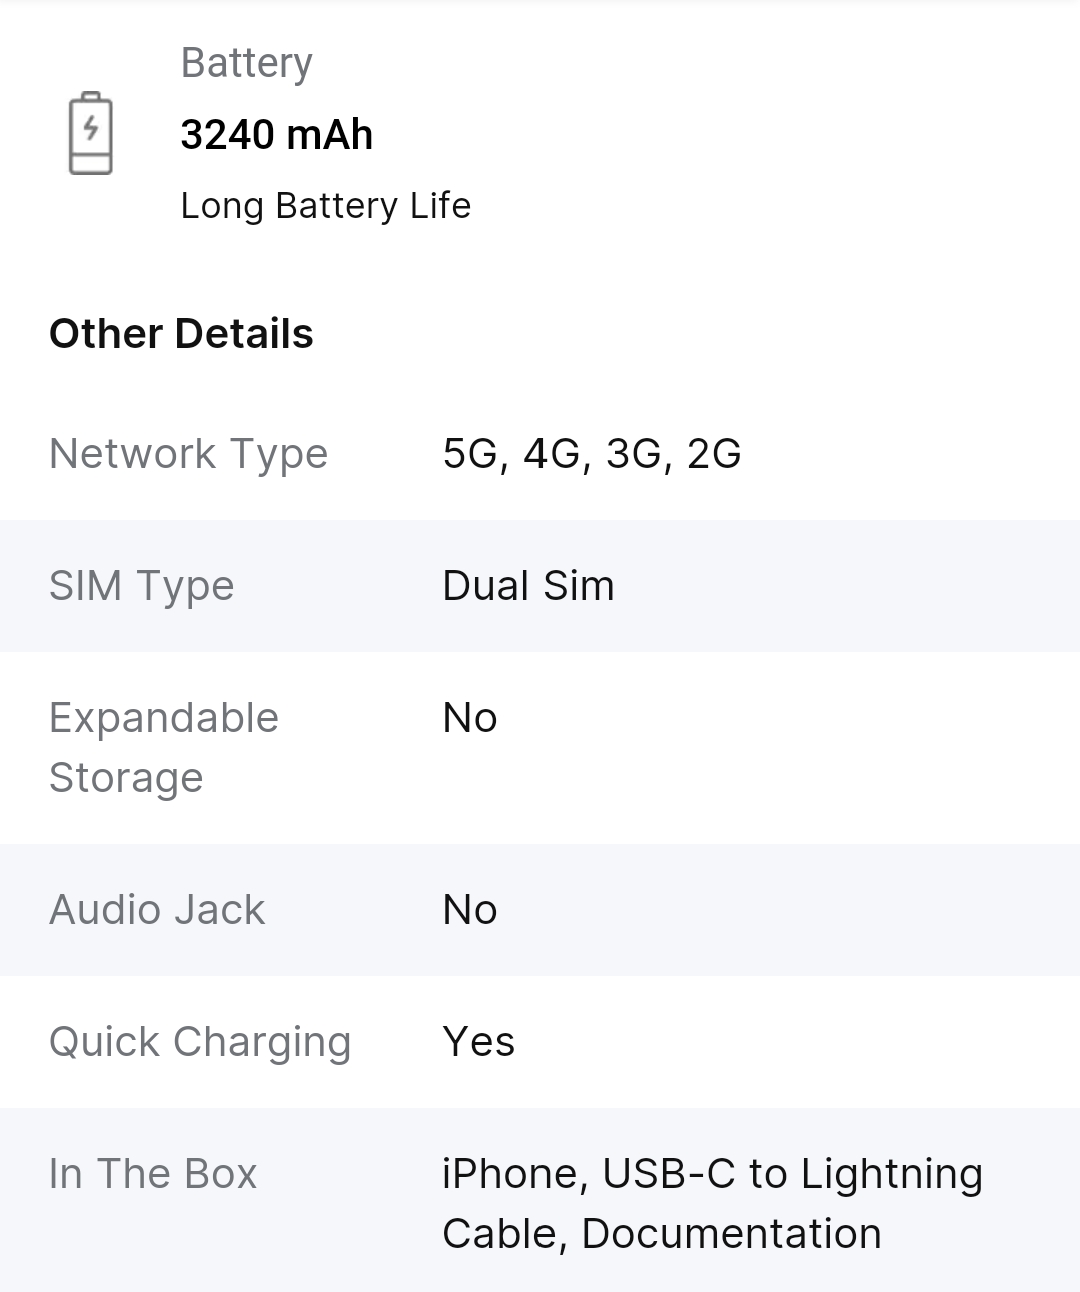 Battery
3240 mAh
Long Battery Life
Other Details
Network Type 5G, 4G, 3G, 2G
SIM Type Dual Sim
Expandable No
Storage
Audio Jack No
Quick Charging Yes
In The Box iPhone, USB-C to Lightning
Cable, Documentation